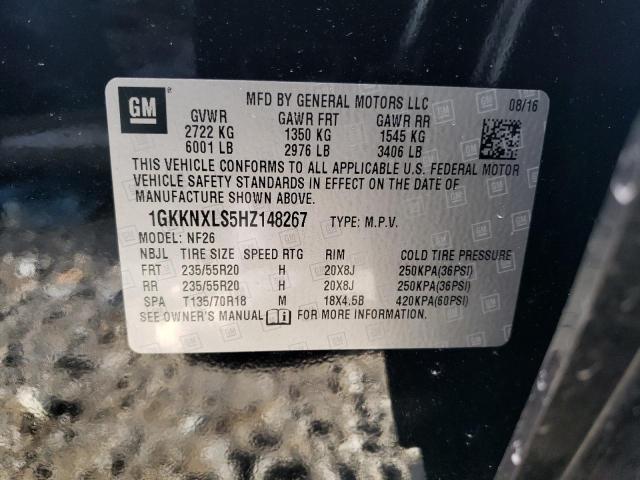 GM
MFD BY GENERAL MOTORS LLC 08/16
GVWR GAWR FRT GAWR RR
2722 KG 1350 KG 1545 KG
6001 LB 2976 LB 3406 LB
THIS VEHICLE CONFORMS TO ALL APPLICABLE U.S. FEDERAL MOTOR
VEHICLE SAFETY STANDARDS IN EFFECT ON THE DATE OF
MANUFACTURE SHOWN ABOVE.
1GKKNXLS5HZ148267 TYPE: M.P.V.
MODEL: NF26
NBJL TIRE SIZE SPEED RTG RIM COLD TIRE PRESSURE
FRT 235/55R20 H 20X8J 250KPA(36PSI)
RR 235/55R20 H 20X8J 250KPA(36PSI)
SPA T135/70R18 M 18X4.5B 420KPA(60PSI)
SEE OWNER'S MANUAL FOR MORE INFORMATION.